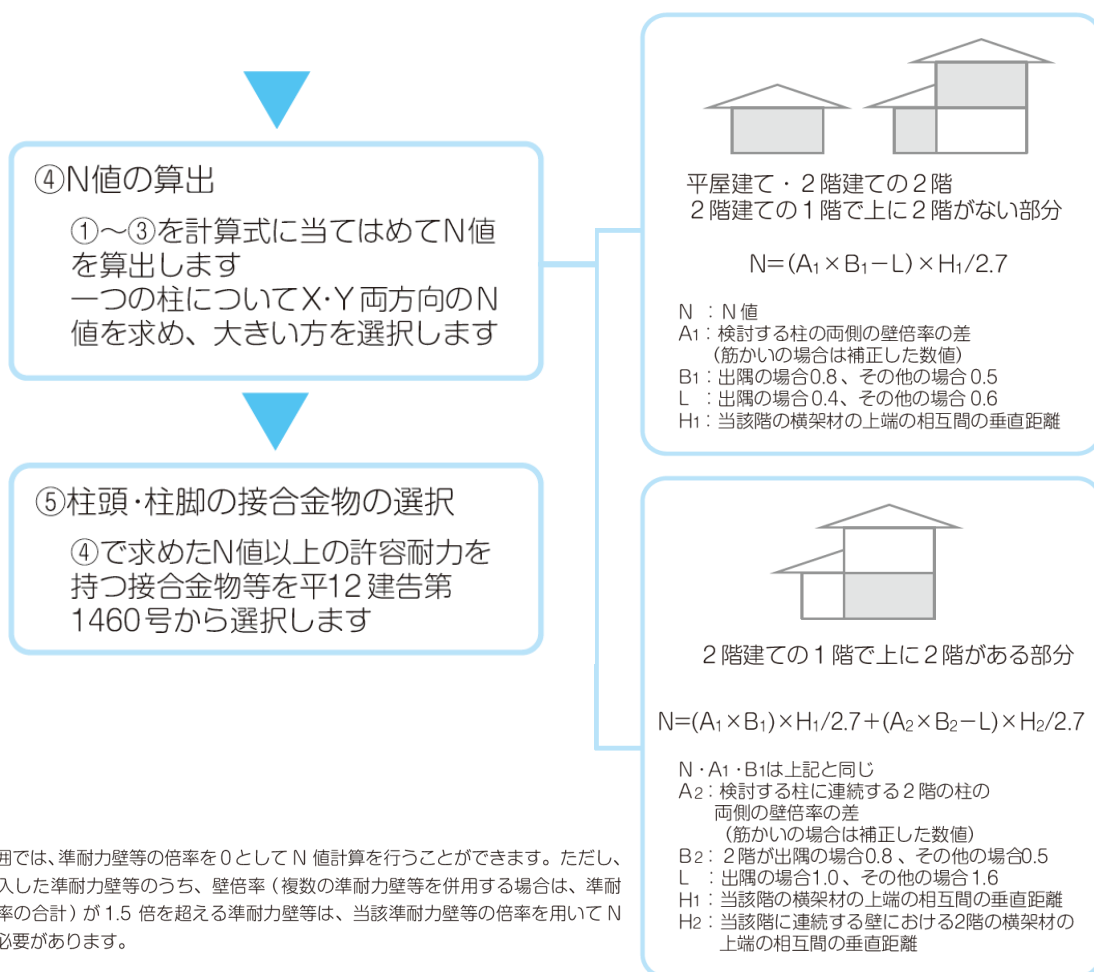 ④N値の算出
①～③を計算式に当てはめてN値
を算出します
一つの柱についてX・Y両方向のN
値を求め、大きい方を選択します
⑤柱頭・柱脚の接合金物の選択
④で求めたN値以上の許容耐力を
持つ接合金物等を平12建告第
1460号から選択します
平屋建て・2階建ての2階
2階建ての1階で上に2階がない部分
N=(A₁×B₁−L)×H₁/2.7
N ：N値
A1：検討する柱の両側の壁倍率の差
(筋かいの場合は補正した数値)
B1：出隅の場合0.8、その他の場合0.5
L ：出隅の場合0.4、その他の場合0.6
H1：当該階の横架材の上端の相互間の垂直距離
2階建ての1階で上に2階がある部分
N=(A₁×B₁)×H₁/2.7+(A₂×B₂−L)×H₂/2.7
N・A1・B1は上記と同じ
A2：検討する柱に連続する2階の柱の
両側の壁倍率の差
(筋かいの場合は補正した数値)
B2：2階が出隅の場合0.8、その他の場合0.5
L ：出隅の場合1.0、その他の場合1.6
H1：当該階の横架材の上端の相互間の垂直距離
H2：当該階に連続する壁における2階の横架材の
上端の相互間の垂直距離
囲では、準耐力壁等の倍率を0としてN値計算を行うことができます。ただし、
入した準耐力壁等のうち、壁倍率(複数の準耐力壁等を併用する場合は、準耐
率の合計)が1.5倍を超える準耐力壁等は、当該準耐力壁等の倍率を用いてN
必要があります。